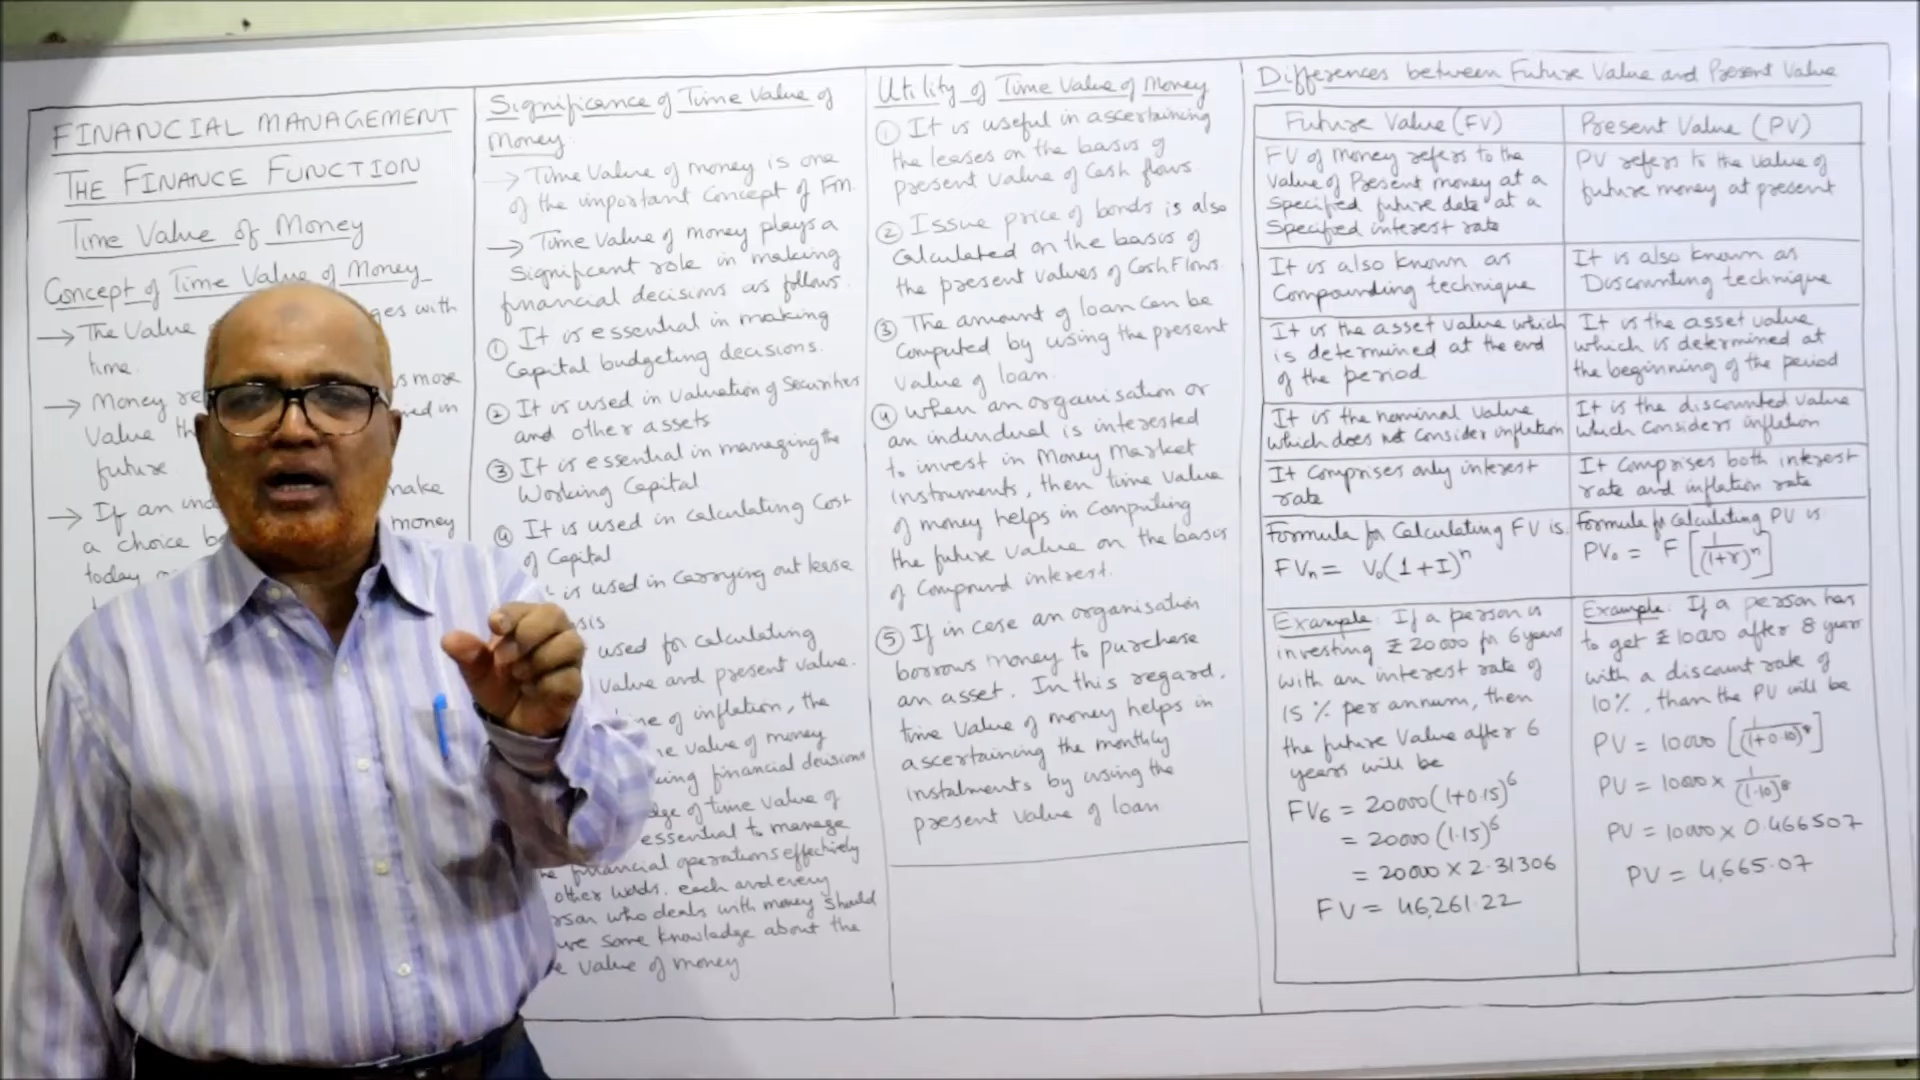 FINANCIAL MANAGEMENT
THE FINANCE FUNCTION
Time Value of Money
Concept of Time Value of Money
→ The Value ges with
time.
→ Money re is more
Value th in
future.
→ If an ind make
a choice b money
today
Significance of Time Value of
Money:
→ Time Value of money is one
of the important Concept of FM.
→ Time Value of money plays a
Significant role in making
financial decisions as follows.
① It is essential in making
Capital budgeting decisions.
② It is used in valuation of Securities
and other assets
③ It is essential in managing the
Working Capital
④ It is used in calculating Cost
of Capital
is used in carrying out lease
sis
used for calculating
Value and present value.
me of inflation, the
e value of money
king financial decisions
dge of time value of
essential to manage
he financial operations effectively
other words, each and every
rson who deals with money should
ve some knowledge about the
e value of money
Utility of Time Value of Money
① It is useful in ascertaining
the leases on the basis of
present value of Cash flows.
② Issue price of bonds is also
Calculated on the basis of
the present values of Cash Flows.
③ The amount of loan can be
Computed by using the present
value of loan.
④ When an organisation or
an individual is interested
to invest in Money Market
instruments, then time value
of money helps in Computing
the future value on the basis
of Compound interest.
⑤ If in case an organisation
borrows money to purchase
an asset. In this regard,
time value of money helps in
ascertaining the monthly
instalments by using the
present value of loan
Differences between Future Value and Present Value
Future Value (FV)
FV of Money refers to the
Value of Present money at a
Specified future date at a
Specified interest rate
It is also known as
Compounding technique
It is the asset value which
is determined at the end
of the period
It is the nominal value
which does not consider inflation
It Comprises only interest
rate
Formula for Calculating FV is
FVn = V₀(1+I)ⁿ
Example: If a person is
investing ₹ 20000 for 6 years
with an interest rate of
15 % per annum, then
the future Value after 6
years will be
FV6 = 20000(1+0.15)⁶
= 20000 (1.15)⁶
= 20000 × 2.31306
FV = 46,261.22
Present Value (PV)
PV refers to the value of
future money at present
It is also known as
Discounting technique
It is the asset value
which is determined at
the beginning of the period
It is the discounted value
which considers infletion
It Comprises both interest
rate and inflation rate
Formula for Calculating PV is
PV₀ = F [1/(1+r)ⁿ]
Example: If a person has
to get ₹ 10000 after 8 years
with a discount rate of
10%, than the PV will be
PV = 10000 [1/(1+0.10)⁸]
PV = 10000 × 1/(1.10)⁸
PV = 10000 × 0.466507
PV = 4,665.07